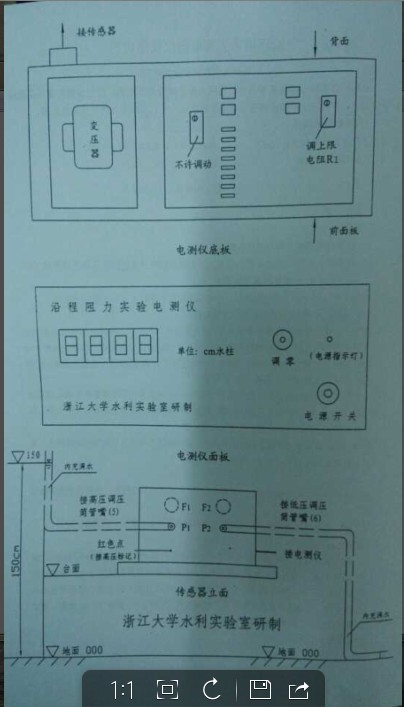 接传感器
背面
变压器
不许调动
调上限
电阻R1
前面板
电测仪底板
沿程阻力实验电测仪
8888
单位: cm水柱
调零
(电源指示灯)
浙江大学水利实验室研制
电源开关
电测仪面板
150
内充满水
接高压调压
筒管嘴(5)
F1
F2
接低压调压
筒管嘴(6)
P1
P2
红色点
(接高压标记)
接电测仪
150cm
台面
传感器立面
浙江大学水利实验室研制
内充满水
地面 000
地面 000
1:1